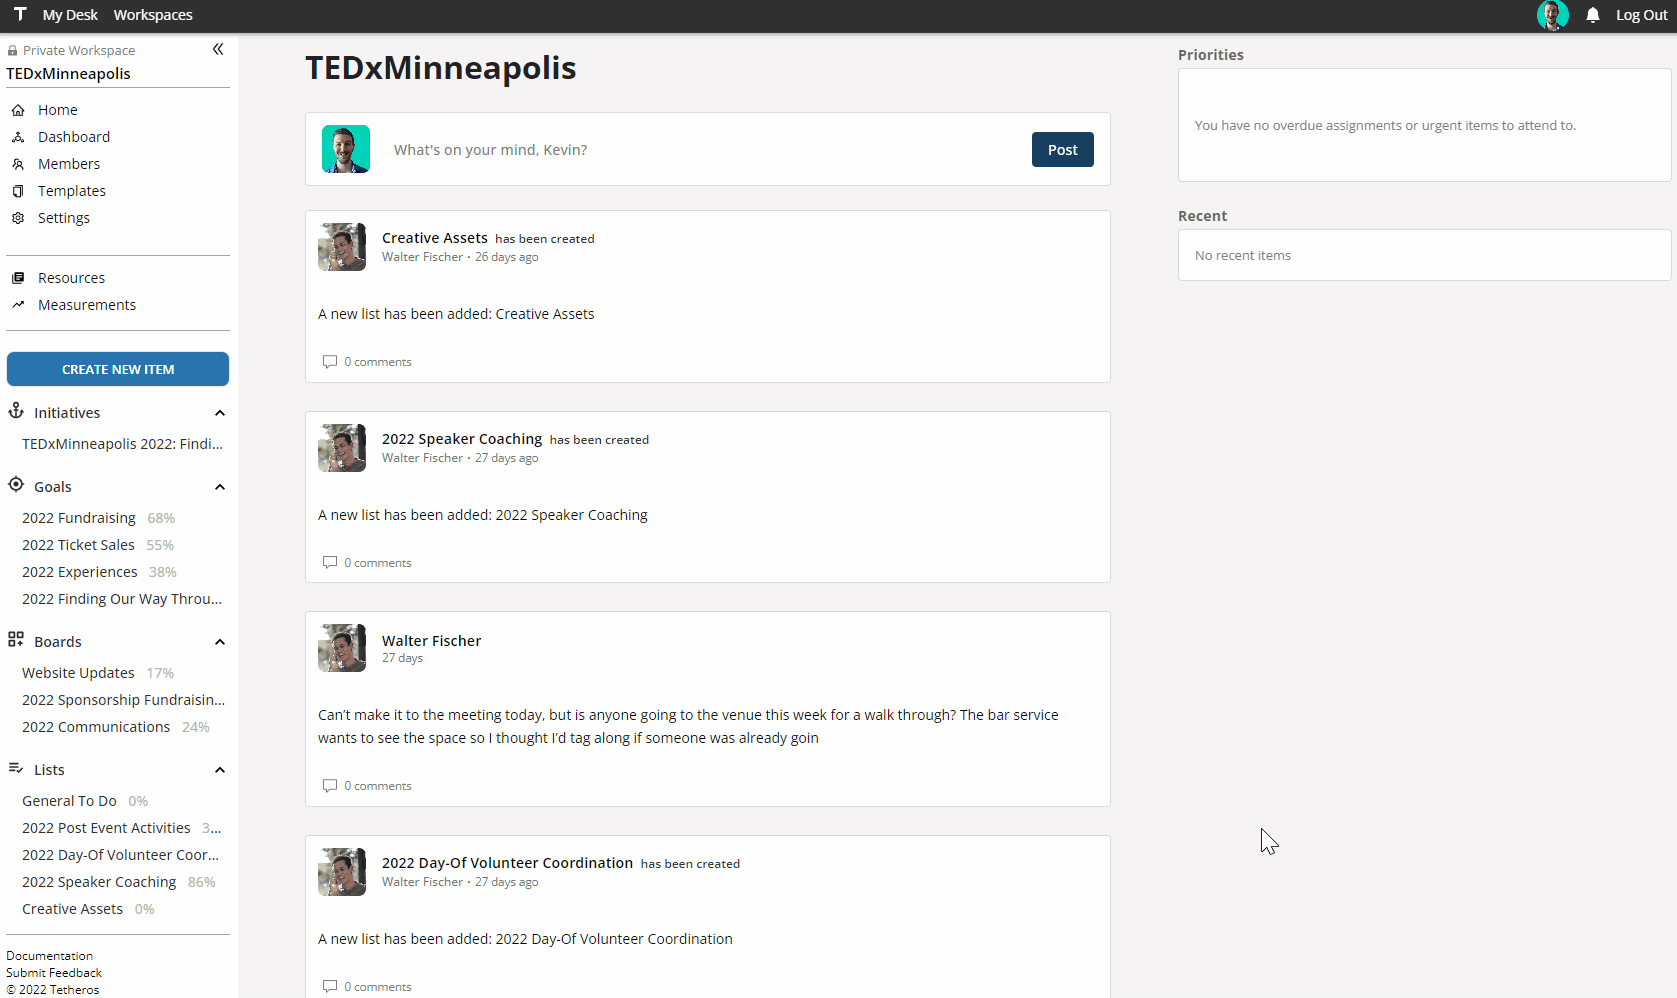 T My Desk Workspaces Log Out
Private Workspace
TEDxMinneapolis
Home
Dashboard
Members
Templates
Settings
Resources
Measurements
CREATE NEW ITEM
Initiatives
TEDxMinneapolis 2022: Findi...
Goals
2022 Fundraising 68%
2022 Ticket Sales 55%
2022 Experiences 38%
2022 Finding Our Way Throu...
Boards
Website Updates 17%
2022 Sponsorship Fundraisin...
2022 Communications 24%
Lists
General To Do 0%
2022 Post Event Activities 3...
2022 Day-Of Volunteer Coor...
2022 Speaker Coaching 86%
Creative Assets 0%
Documentation
Submit Feedback
© 2022 Tetheros
TEDxMinneapolis
What's on your mind, Kevin?
Post
Creative Assets has been created
Walter Fischer • 26 days ago
A new list has been added: Creative Assets
0 comments
2022 Speaker Coaching has been created
Walter Fischer • 27 days ago
A new list has been added: 2022 Speaker Coaching
0 comments
Walter Fischer
27 days
Can’t make it to the meeting today, but is anyone going to the venue this week for a walk through? The bar service
wants to see the space so I thought I’d tag along if someone was already goin
0 comments
2022 Day-Of Volunteer Coordination has been created
Walter Fischer • 27 days ago
A new list has been added: 2022 Day-Of Volunteer Coordination
0 comments
Priorities
You have no overdue assignments or urgent items to attend to.
Recent
No recent items